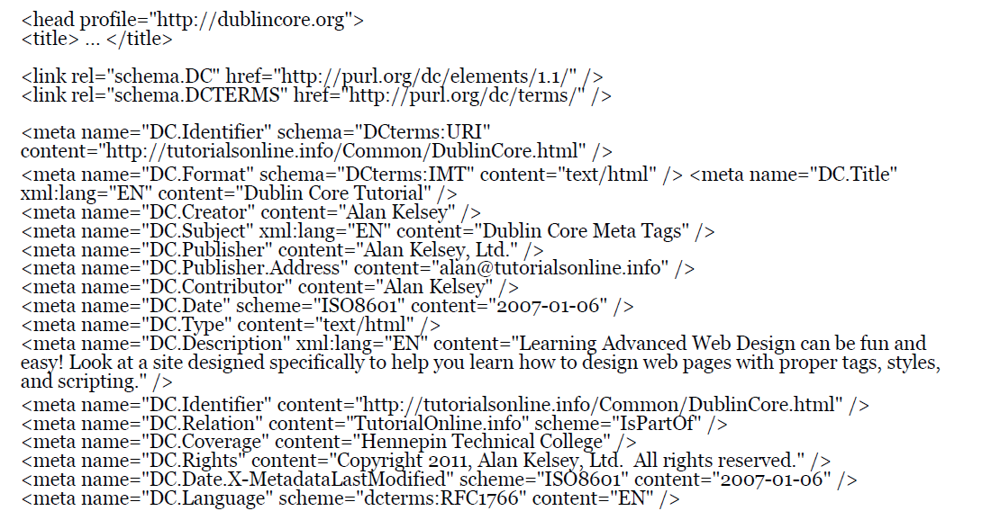 <head profile="http://dublincore.org">
<title> ... </title>
<link rel="schema.DC" href="http://purl.org/dc/elements/1.1/" />
<link rel="schema.DCTERMS" href="http://purl.org/dc/terms/" />
<meta name="DC.Identifier" schema="DCterms:URI"
content="http://tutorialsonline.info/Common/DublinCore.html" />
<meta name="DC.Format" schema="DCterms:IMT" content="text/html" /> <meta name="DC.Title"
xml:lang="EN" content="Dublin Core Tutorial" />
<meta name="DC.Creator" content="Alan Kelsey" />
<meta name="DC.Subject" xml:lang="EN" content="Dublin Core Meta Tags" />
<meta name="DC.Publisher" content="Alan Kelsey, Ltd." />
<meta name="DC.Publisher.Address" content="alan@tutorialsonline.info" />
<meta name="DC.Contributor" content="Alan Kelsey" />
<meta name="DC.Date" scheme="ISO8601" content="2007-01-06" />
<meta name="DC.Type" content="text/html" />
<meta name="DC.Description" xml:lang="EN" content="Learning Advanced Web Design can be fun and
easy! Look at a site designed specifically to help you learn how to design web pages with proper tags, styles,
and scripting." />
<meta name="DC.Identifier" content="http://tutorialsonline.info/Common/DublinCore.html" />
<meta name="DC.Relation" content="TutorialOnline.info" scheme="IsPartOf" />
<meta name="DC.Coverage" content="Hennepin Technical College" />
<meta name="DC.Rights" content="Copyright 2011, Alan Kelsey, Ltd.  All rights reserved." />
<meta name="DC.Date.X-MetadataLastModified" scheme="ISO8601" content="2007-01-06" />
<meta name="DC.Language" scheme="dcterms:RFC1766" content="EN" />